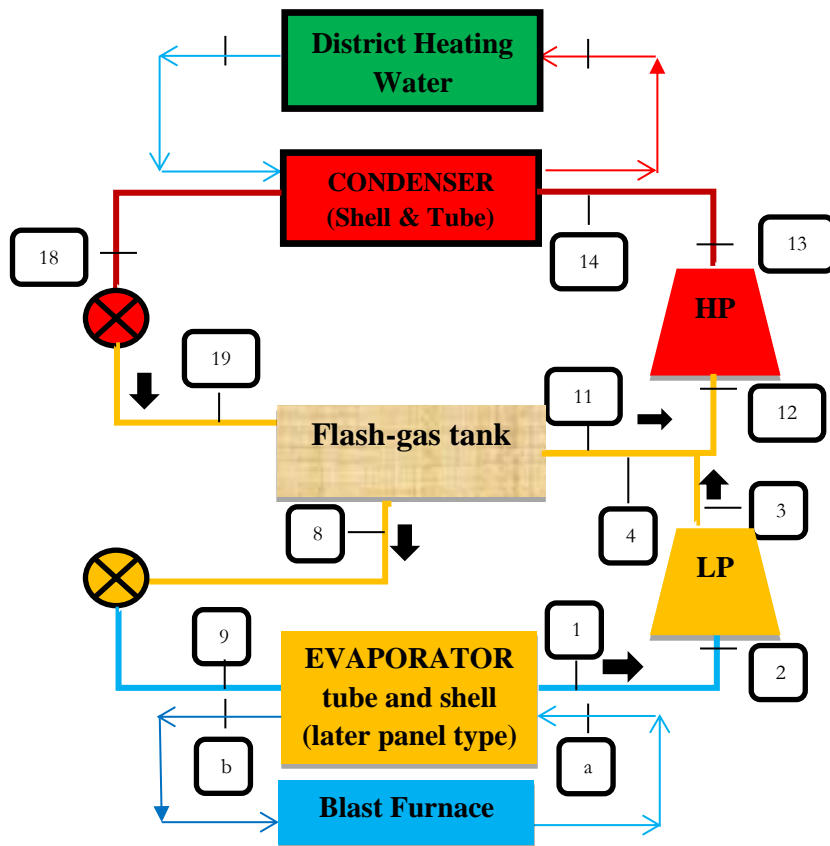 District Heating
Water
CONDENSER
(Shell & Tube)
18
14
13
HP
19
11
12
Flash-gas tank
8
4
3
LP
9
1
2
EVAPORATOR
tube and shell
(later panel type)
b
a
Blast Furnace